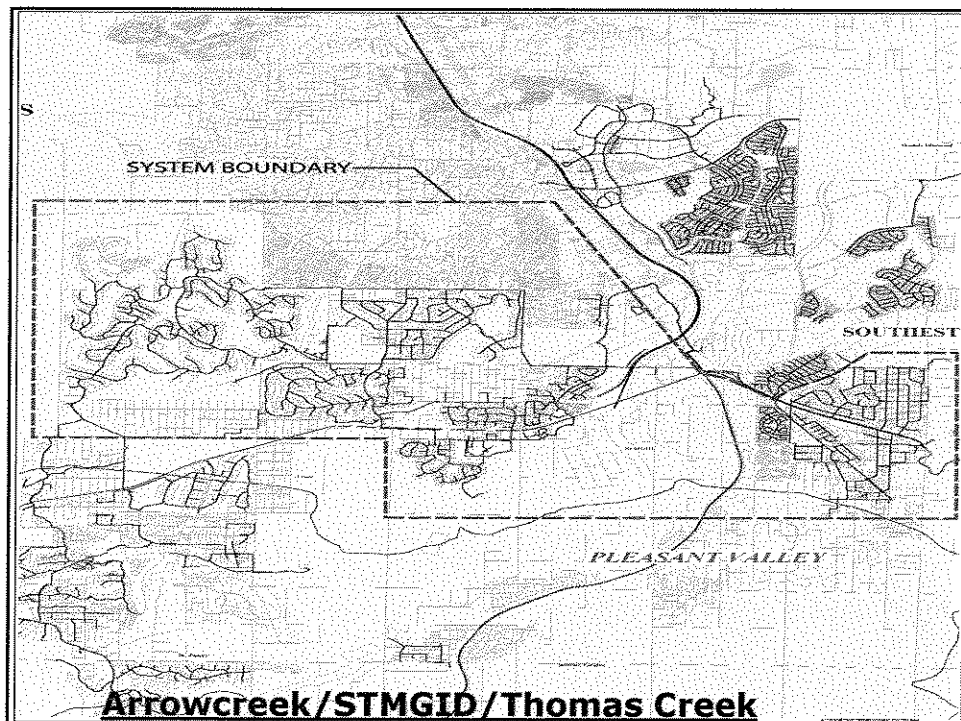 S
SYSTEM BOUNDARY
SOUTHEST
PLEASANT VALLEY
Arrowcreek/STMGID/Thomas Creek